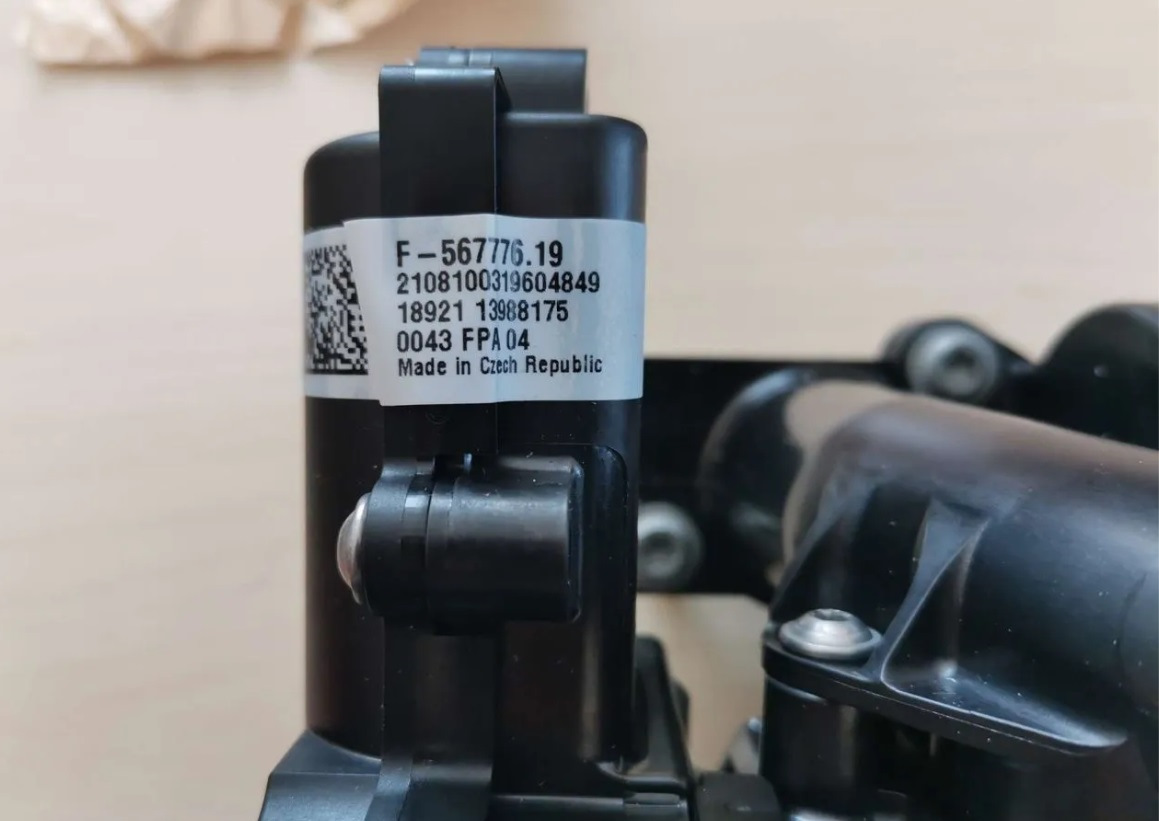 F-567776.19
2108100319604849
18921 13988175
0043 FPA 04
Made in Czech Republic